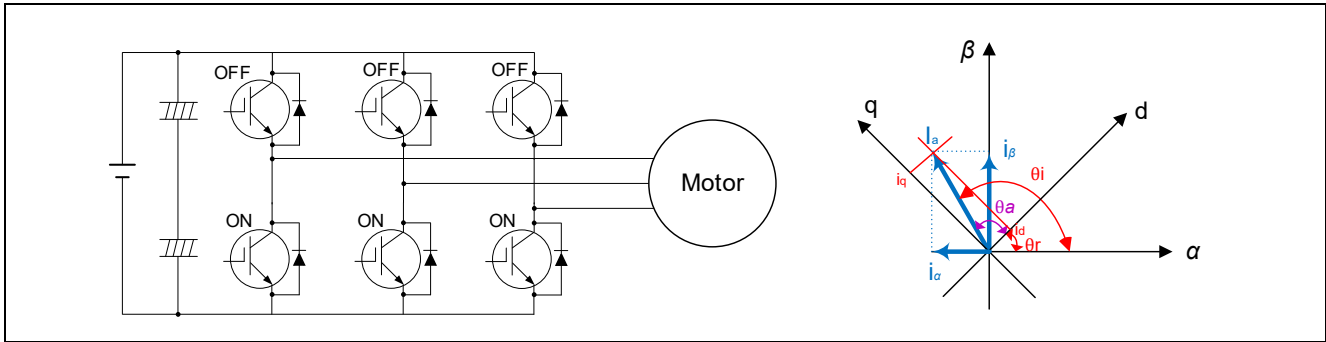 OFF
OFF
OFF
ON
ON
ON
Motor
β
q
d
Ia
iβ
iq
θi
θa
Id
θr
iα
α